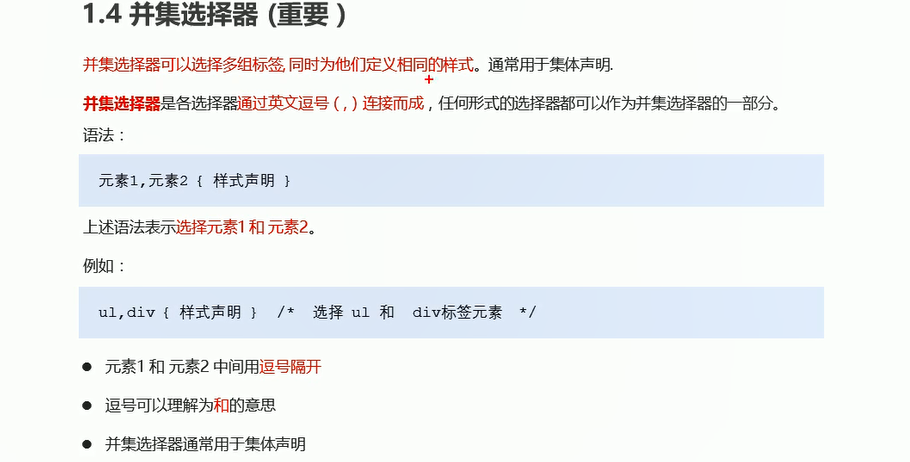 1.4 并集选择器 (重要 )
并集选择器可以选择多组标签, 同时为他们定义相同的样式。通常用于集体声明.
并集选择器是各选择器通过英文逗号 ( , ) 连接而成，任何形式的选择器都可以作为并集选择器的一部分。
语法：
元素1,元素2 { 样式声明 }
上述语法表示选择元素1 和 元素2。
例如：
ul,div { 样式声明 }  /*  选择 ul 和  div标签元素  */
● 元素1 和 元素2 中间用逗号隔开
● 逗号可以理解为和的意思
● 并集选择器通常用于集体声明